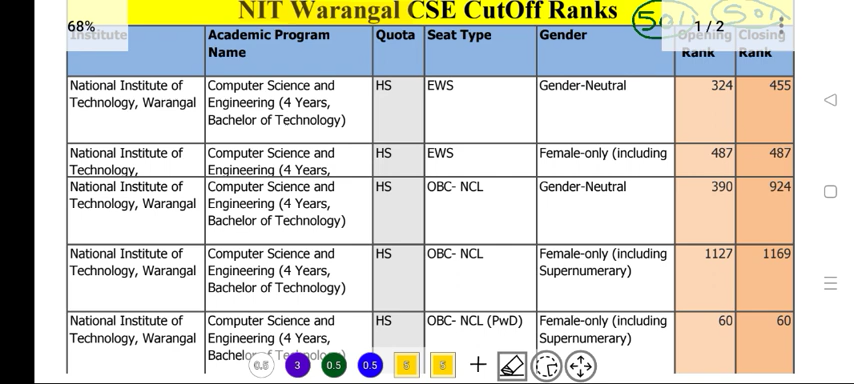 NIT Warangal CSE CutOff Ranks
68%
1 / 2
Institute Academic Program Name Quota Seat Type Gender Opening Rank Closing Rank
National Institute of Technology, Warangal Computer Science and Engineering (4 Years, Bachelor of Technology) HS EWS Gender-Neutral 324 455
National Institute of Technology, Computer Science and Engineering (4 Years, HS EWS Female-only (including 487 487
National Institute of Technology, Warangal Computer Science and Engineering (4 Years, Bachelor of Technology) HS OBC- NCL Gender-Neutral 390 924
National Institute of Technology, Warangal Computer Science and Engineering (4 Years, Bachelor of Technology) HS OBC- NCL Female-only (including Supernumerary) 1127 1169
National Institute of Technology, Warangal Computer Science and Engineering (4 Years, Bachelor of Technology) HS OBC- NCL (PwD) Female-only (including Supernumerary) 60 60
0.5 3 0.5 0.5 5 5